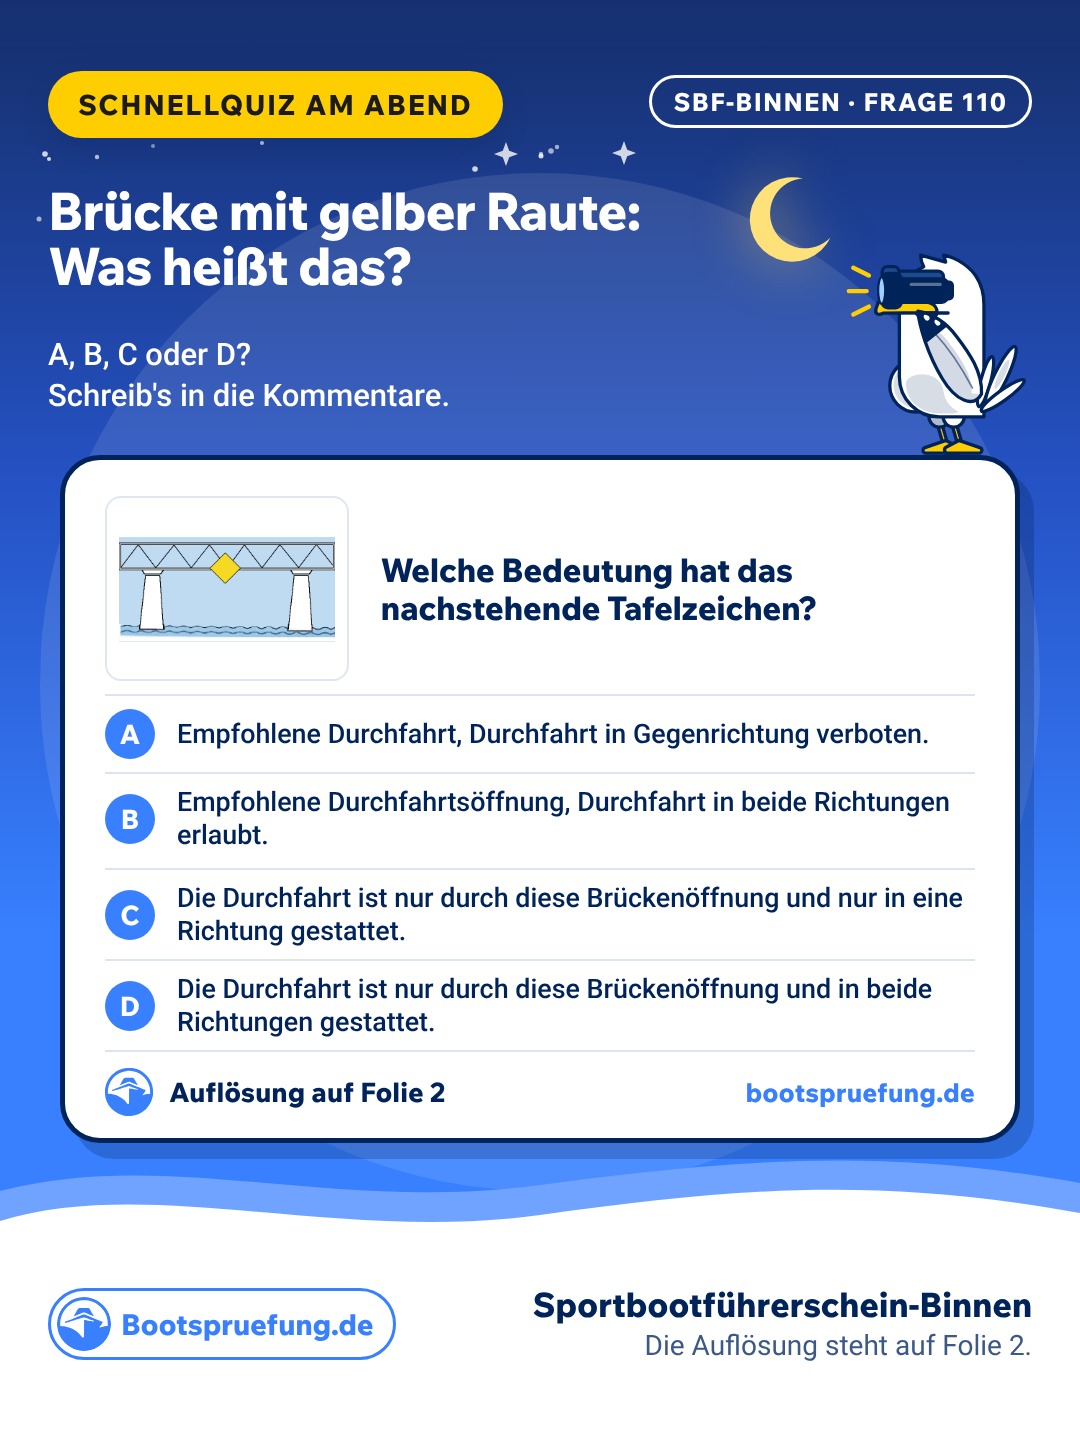 SCHNELLQUIZ AM ABEND
SBF-BINNEN · FRAGE 110
Brücke mit gelber Raute:
Was heißt das?
A, B, C oder D?
Schreib's in die Kommentare.
Welche Bedeutung hat das
nachstehende Tafelzeichen?
A Empfohlene Durchfahrt, Durchfahrt in Gegenrichtung verboten.
B Empfohlene Durchfahrtsöffnung, Durchfahrt in beide Richtungen
erlaubt.
C Die Durchfahrt ist nur durch diese Brückenöffnung und nur in eine
Richtung gestattet.
D Die Durchfahrt ist nur durch diese Brückenöffnung und in beide
Richtungen gestattet.
Auflösung auf Folie 2
bootspruefung.de
Bootspruefung.de
Sportbootführerschein-Binnen
Die Auflösung steht auf Folie 2.